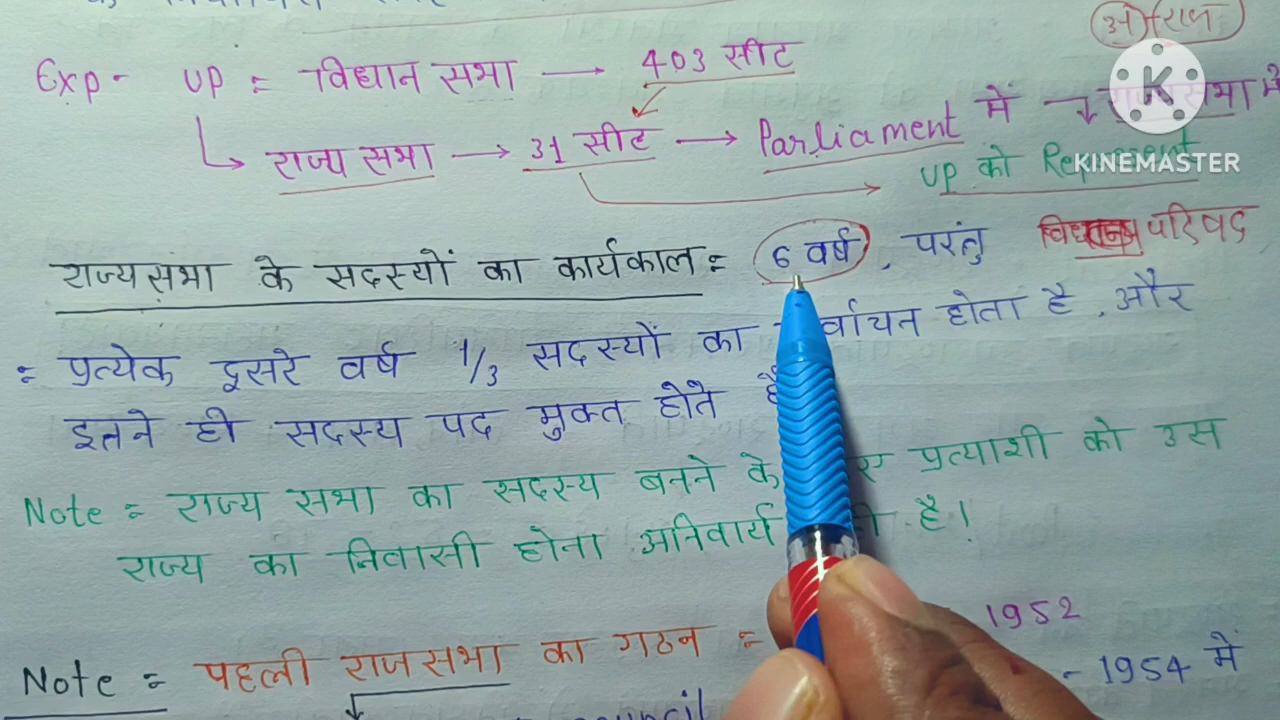 Exp - UP = विधान सभा → 403 सीट
→ राज्य सभा → 31 सीट → Parliament में → राज्यसभा में
UP को Represent
KINEMASTER
राज्यसभा के सदस्यों का कार्यकाल = 6 वर्ष, परंतु परिषद
= प्रत्येक दूसरे वर्ष 1/3 सदस्यों का होता है, और
इतने ही सदस्य पद मुक्त होते
Note = राज्य सभा का सदस्य बनने के प्रत्याशी को उस
राज्य का निवासी होना अनिवार्य है।
Note = पहली राजसभा का गठन = 1952
- 1954 में